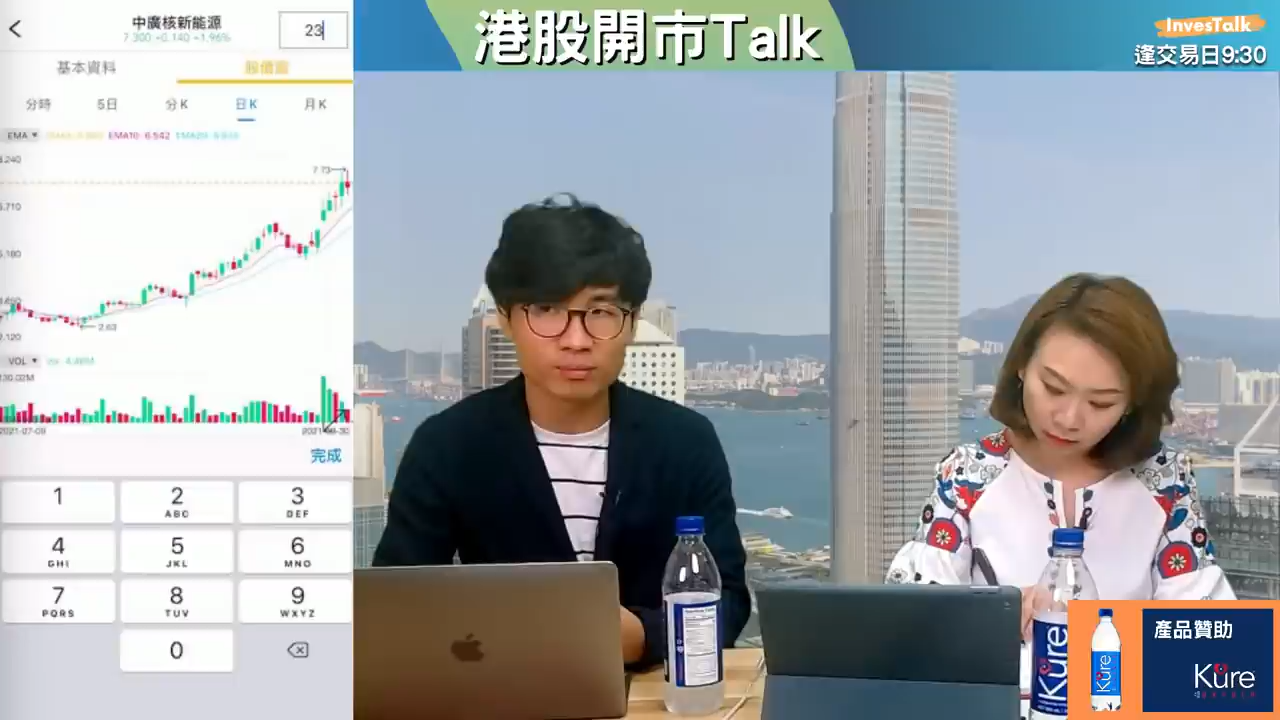 中廣核新能源
7.300 +0.140 +1.96%
23
基本資料
股價圖
分時
5日
分K
日K
月K
EMA
EMA10: 6.542
7.73
2.63
VOL
130.02M
2021-07-09
完成
1
2
ABC
3
DEF
4
GHI
5
JKL
6
MNO
7
PQRS
8
TUV
9
WXYZ
0
港股開市Talk
InvesTalk
逢交易日9:30
Kure
產品贊助
Kure
Kure